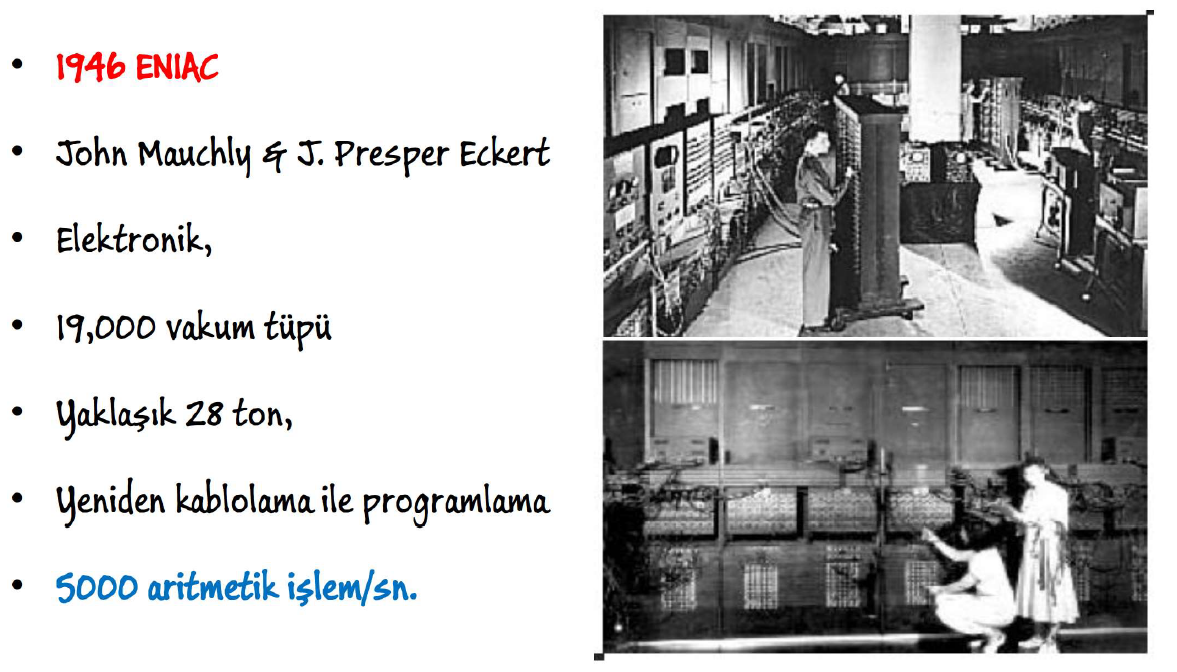 • 1946 ENIAC
• John Mauchly & J. Presper Eckert
• Elektronik,
• 19,000 vakum tüpü
• Yaklaşık 28 ton,
• Yeniden kablolama ile programlama
• 5000 aritmetik işlem/sn.